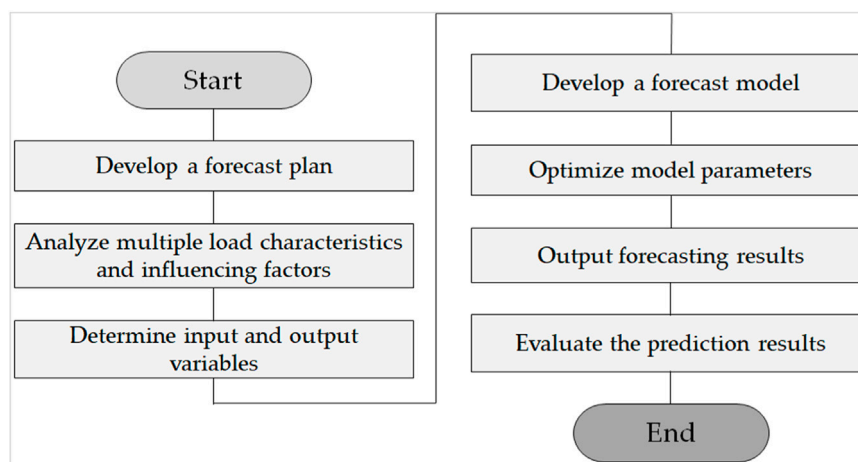 Start
Develop a forecast plan
Analyze multiple load characteristics
and influencing factors
Determine input and output
variables
Develop a forecast model
Optimize model parameters
Output forecasting results
Evaluate the prediction results
End